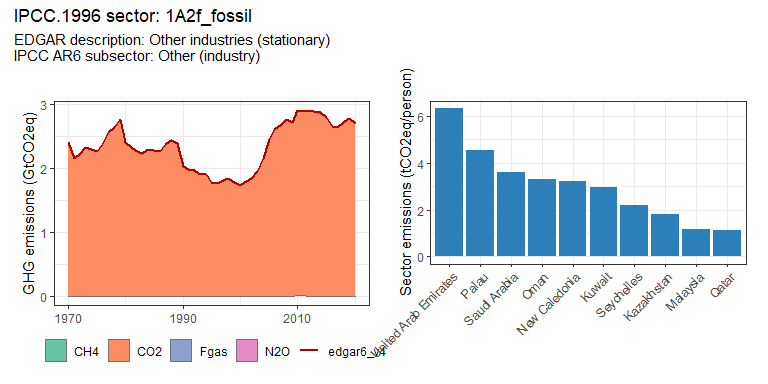 IPCC.1996 sector: 1A2f_fossil
EDGAR description: Other industries (stationary)
IPCC AR6 subsector: Other (industry)
GHG emissions (GtCO2eq)
3
2
1
0
1970
1990
2010
CH4
CO2
Fgas
N2O
edgar6_v4
Sector emissions (tCO2eq/person)
6
4
2
0
United Arab Emirates
Palau
Saudi Arabia
Oman
New Caledonia
Kuwait
Seychelles
Kazakhstan
Malaysia
Qatar